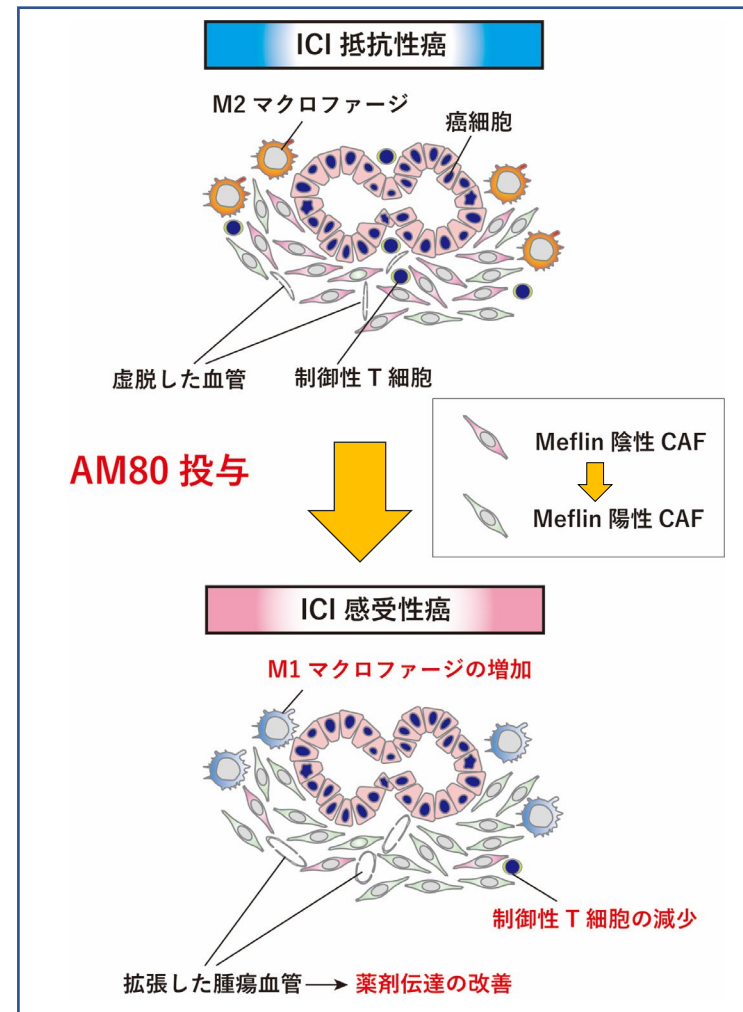 ICI 抵抗性癌
M2 マクロファージ
癌細胞
虚脱した血管
制御性 T 細胞
AM80 投与
Meflin 陰性 CAF
Meflin 陽性 CAF
ICI 感受性癌
M1 マクロファージの増加
制御性 T 細胞の減少
拡張した腫瘍血管 → 薬剤伝達の改善